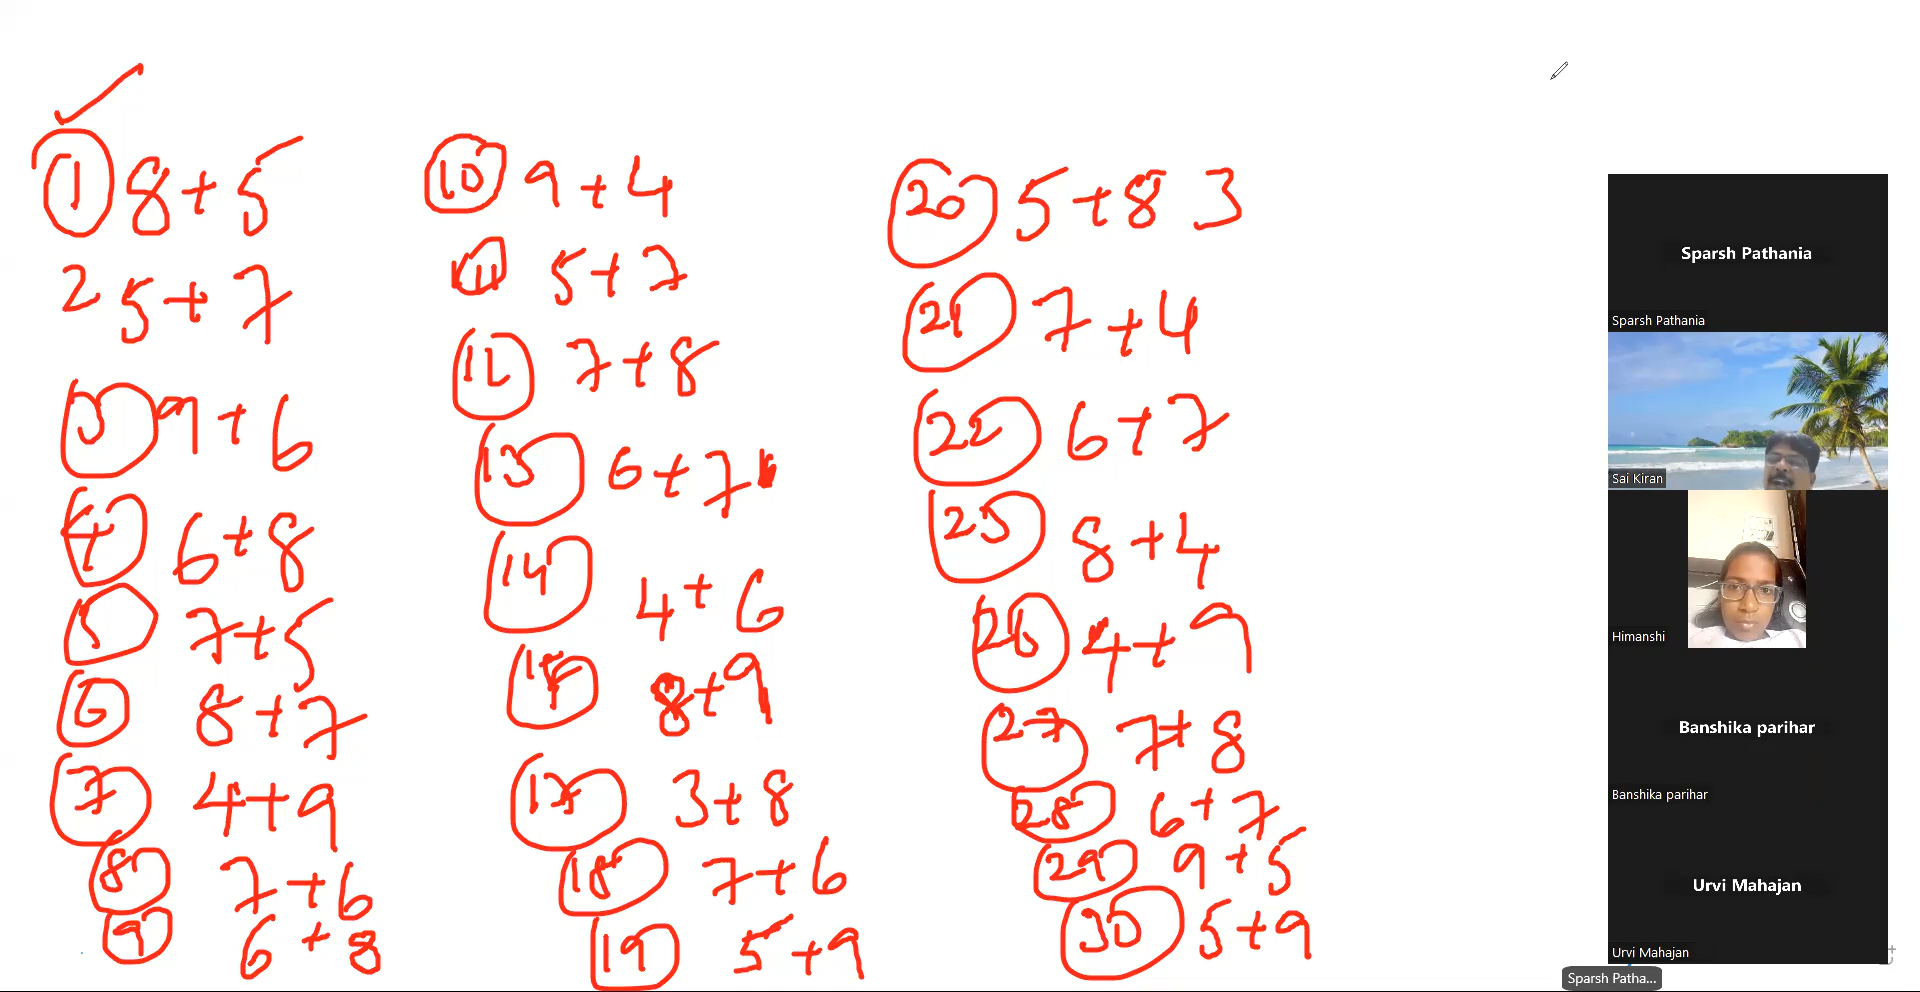 1 8+5
2 5+7
3 9+6
4 6+8
5 7+5
6 8+7
7 4+9
8 7+6
9 6+8
10 9+4
11 5+7
12 7+8
13 6+7
14 4+6
15 8+9
17 3+8
18 7+6
19 5+9
20 5+8 3
21 7+4
22 6+7
25 8+4
26 4+9
27 7+8
28 6+7
29 9+5
30 5+9
Sparsh Pathania
Sparsh Pathania
Sai Kiran
Himanshi
Banshika parihar
Banshika parihar
Urvi Mahajan
Urvi Mahajan
Sparsh Patha...